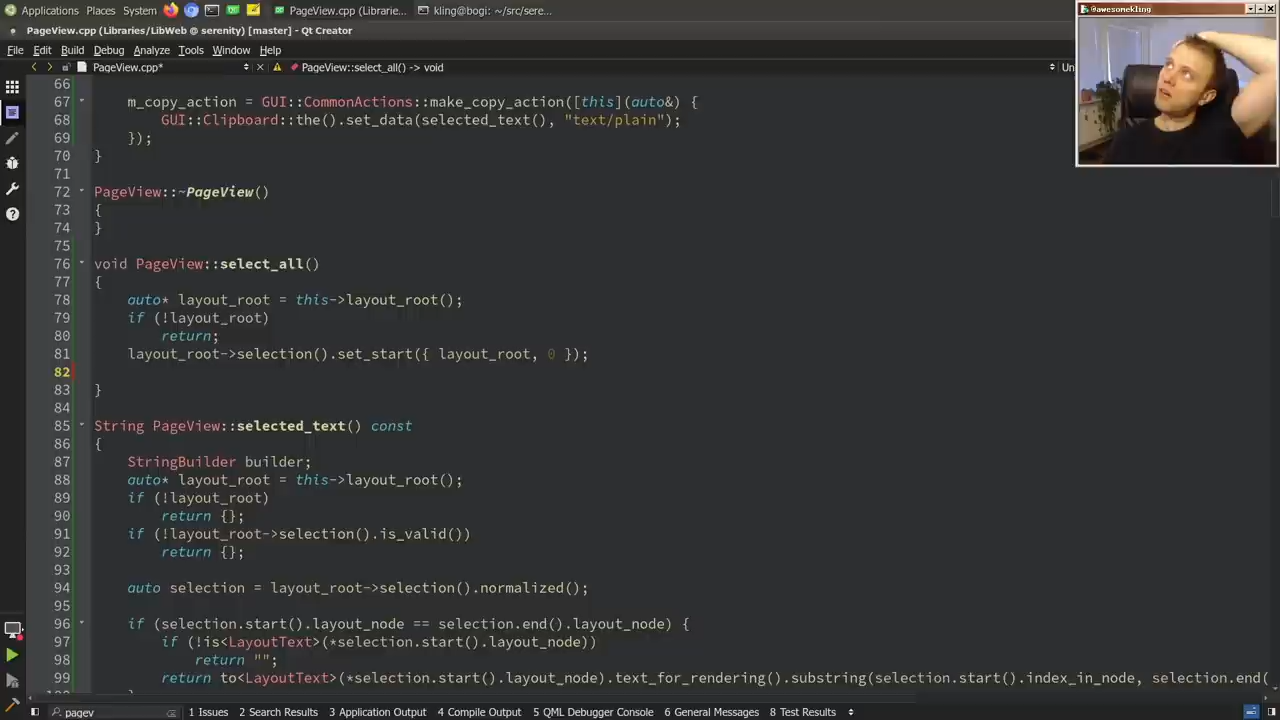 Applications Places System PageView.cpp (Librarie... kling@bogi: ~/src/sere...
@awesomekling
PageView.cpp (Libraries/LibWeb @ serenity) [master] - Qt Creator
File Edit Build Debug Analyze Tools Window Help
PageView.cpp* PageView::select_all() -> void Un
66
67 m_copy_action = GUI::CommonActions::make_copy_action([this](auto&) {
68 GUI::Clipboard::the().set_data(selected_text(), "text/plain");
69 });
70 }
71
72 PageView::~PageView()
73 {
74 }
75
76 void PageView::select_all()
77 {
78 auto* layout_root = this->layout_root();
79 if (!layout_root)
80 return;
81 layout_root->selection().set_start({ layout_root, 0 });
82
83 }
84
85 String PageView::selected_text() const
86 {
87 StringBuilder builder;
88 auto* layout_root = this->layout_root();
89 if (!layout_root)
90 return {};
91 if (!layout_root->selection().is_valid())
92 return {};
93
94 auto selection = layout_root->selection().normalized();
95
96 if (selection.start().layout_node == selection.end().layout_node) {
97 if (!is<LayoutText>(*selection.start().layout_node))
98 return "";
99 return to<LayoutText>(*selection.start().layout_node).text_for_rendering().substring(selection.start().index_in_node, selection.end(
pagev 1 Issues 2 Search Results 3 Application Output 4 Compile Output 5 QML Debugger Console 6 General Messages 8 Test Results